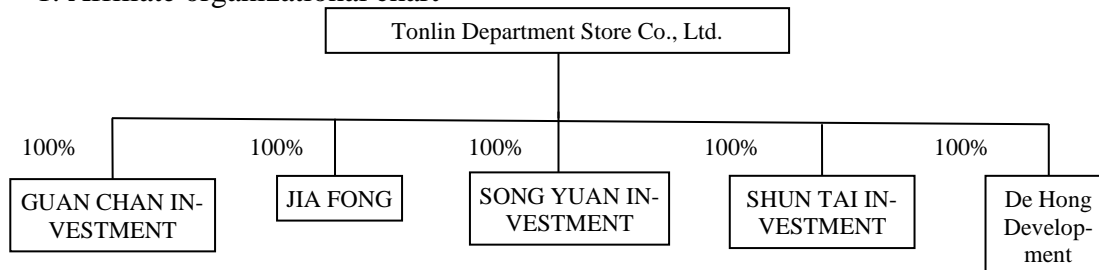 1. Affiliate organizational chart
Tonlin Department Store Co., Ltd.
100%
100%
100%
100%
100%
GUAN CHAN IN-
VESTMENT
JIA FONG
SONG YUAN IN-
VESTMENT
SHUN TAI IN-
VESTMENT
De Hong
Develop-
ment